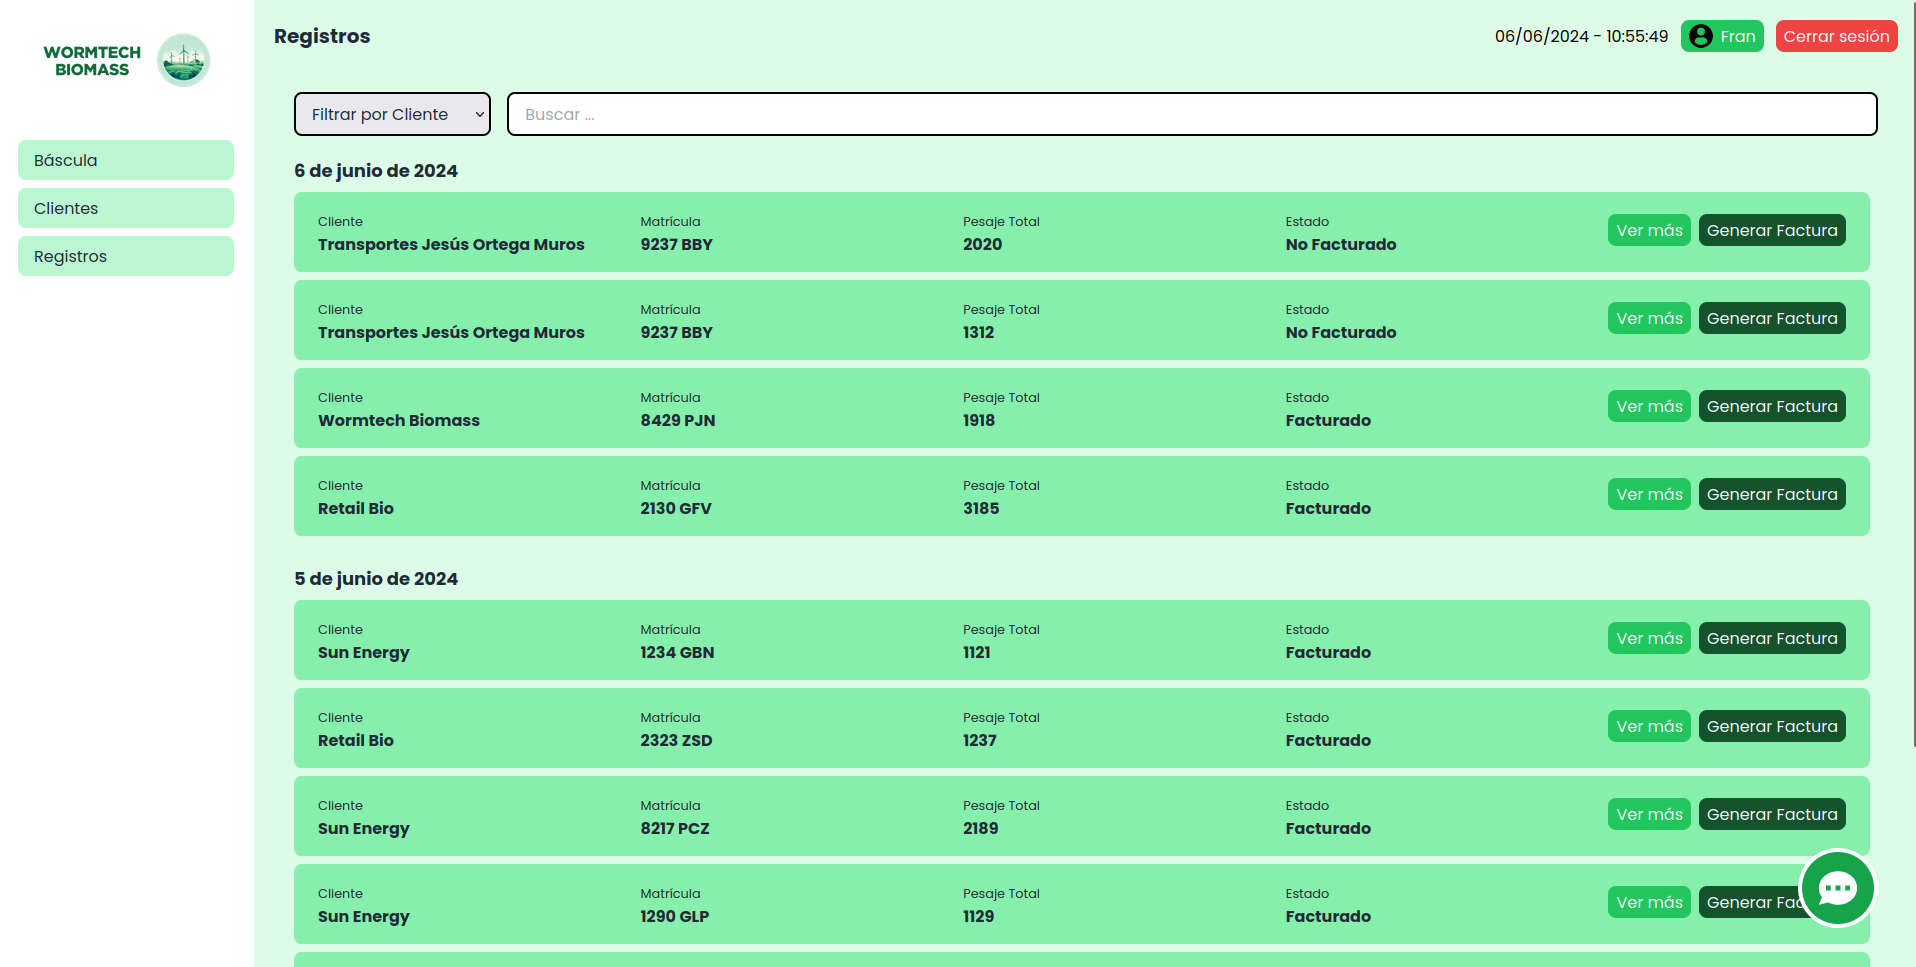 WORMTECH
BIOMASS
Báscula
Clientes
Registros
Registros
06/06/2024 - 10:55:49
Fran
Cerrar sesión
Filtrar por Cliente
Buscar ...
6 de junio de 2024
Cliente Matrícula Pesaje Total Estado
Transportes Jesús Ortega Muros 9237 BBY 2020 No Facturado
Ver más Generar Factura
Cliente Matrícula Pesaje Total Estado
Transportes Jesús Ortega Muros 9237 BBY 1312 No Facturado
Ver más Generar Factura
Cliente Matrícula Pesaje Total Estado
Wormtech Biomass 8429 PJN 1918 Facturado
Ver más Generar Factura
Cliente Matrícula Pesaje Total Estado
Retail Bio 2130 GFV 3185 Facturado
Ver más Generar Factura
5 de junio de 2024
Cliente Matrícula Pesaje Total Estado
Sun Energy 1234 GBN 1121 Facturado
Ver más Generar Factura
Cliente Matrícula Pesaje Total Estado
Retail Bio 2323 ZSD 1237 Facturado
Ver más Generar Factura
Cliente Matrícula Pesaje Total Estado
Sun Energy 8217 PCZ 2189 Facturado
Ver más Generar Factura
Cliente Matrícula Pesaje Total Estado
Sun Energy 1290 GLP 1129 Facturado
Ver más Generar